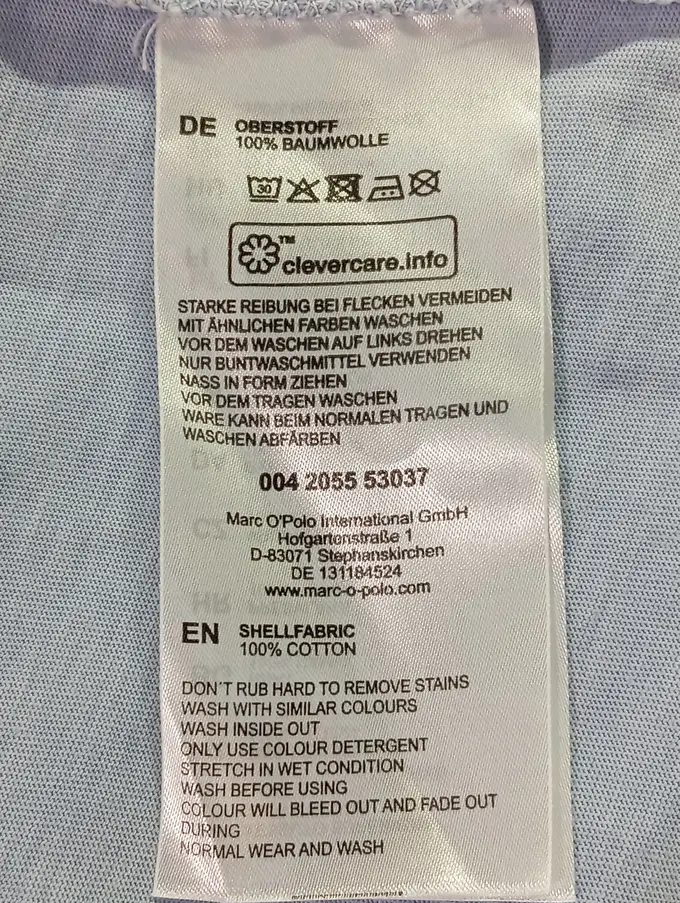 DE OBERSTOFF
100% BAUMWOLLE
30
™
clevercare.info
STARKE REIBUNG BEI FLECKEN VERMEIDEN
MIT ÄHNLICHEN FARBEN WASCHEN
VOR DEM WASCHEN AUF LINKS DREHEN
NUR BUNTWASCHMITTEL VERWENDEN
NASS IN FORM ZIEHEN
VOR DEM TRAGEN WASCHEN
WARE KANN BEIM NORMALEN TRAGEN UND
WASCHEN ABFÄRBEN
004 2055 53037
Marc O'Polo International GmbH
Hofgartenstraße 1
D-83071 Stephanskirchen
DE 131184524
www.marc-o-polo.com
EN SHELLFABRIC
100% COTTON
DON'T RUB HARD TO REMOVE STAINS
WASH WITH SIMILAR COLOURS
WASH INSIDE OUT
ONLY USE COLOUR DETERGENT
STRETCH IN WET CONDITION
WASH BEFORE USING
COLOUR WILL BLEED OUT AND FADE OUT
DURING
NORMAL WEAR AND WASH